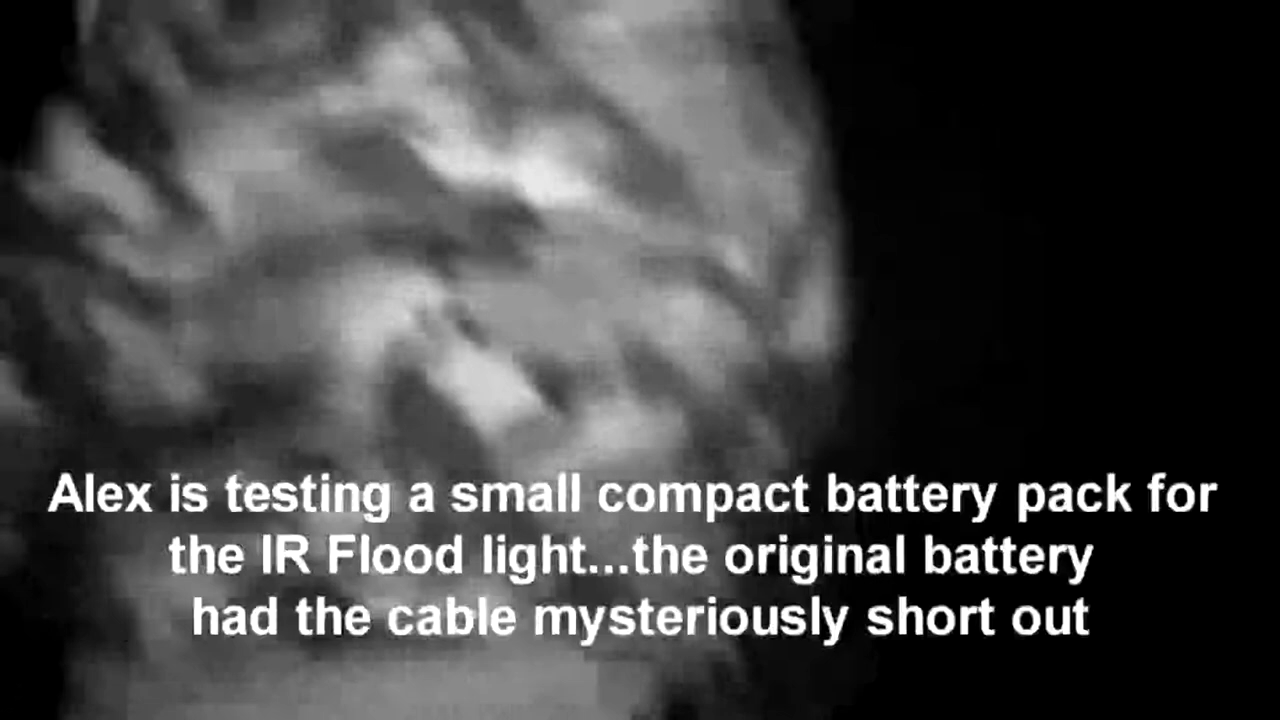 Alex is testing a small compact battery pack for
the IR Flood light...the original battery
had the cable mysteriously short out